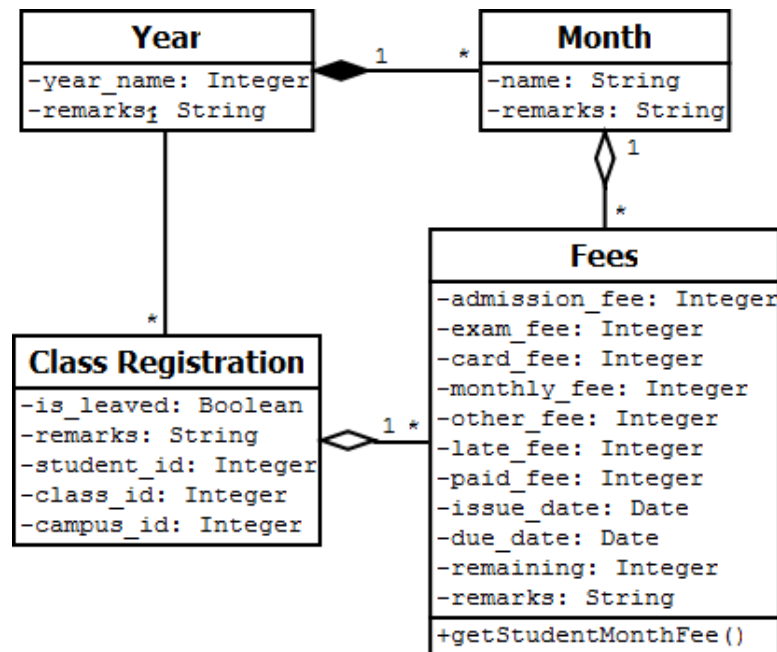 Year
-year_name: Integer
-remarks: String
1
*
Month
-name: String
-remarks: String
1
*
1
*
Fees
-admission_fee: Integer
-exam_fee: Integer
-card_fee: Integer
-monthly_fee: Integer
-other_fee: Integer
-late_fee: Integer
-paid_fee: Integer
-issue_date: Date
-due_date: Date
-remaining: Integer
-remarks: String
+getStudentMonthFee()
Class Registration
-is_leaved: Boolean
-remarks: String
-student_id: Integer
-class_id: Integer
-campus_id: Integer
1 *